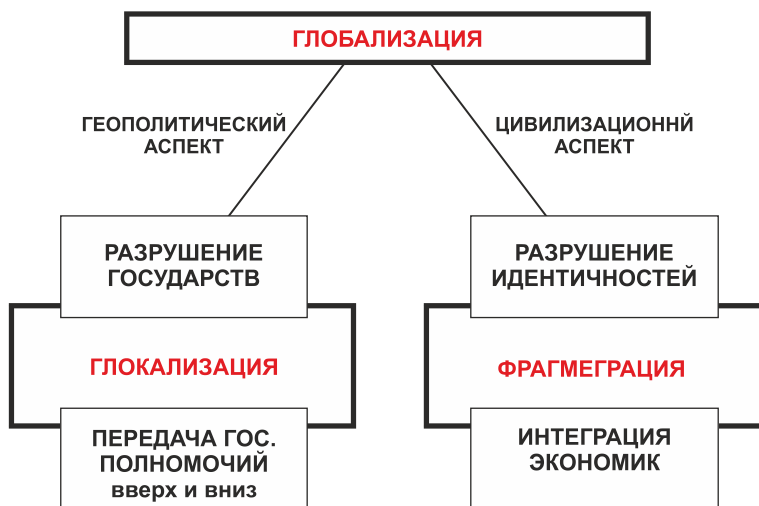 ГЛОБАЛИЗАЦИЯ
ГЕОПОЛИТИЧЕСКИЙ
АСПЕКТ
ЦИВИЛИЗАЦИОННЙ
АСПЕКТ
РАЗРУШЕНИЕ
ГОСУДАРСТВ
РАЗРУШЕНИЕ
ИДЕНТИЧНОСТЕЙ
ГЛОКАЛИЗАЦИЯ
ФРАГМЕГРАЦИЯ
ПЕРЕДАЧА ГОС.
ПОЛНОМОЧИЙ
вверх и вниз
ИНТЕГРАЦИЯ
ЭКОНОМИК